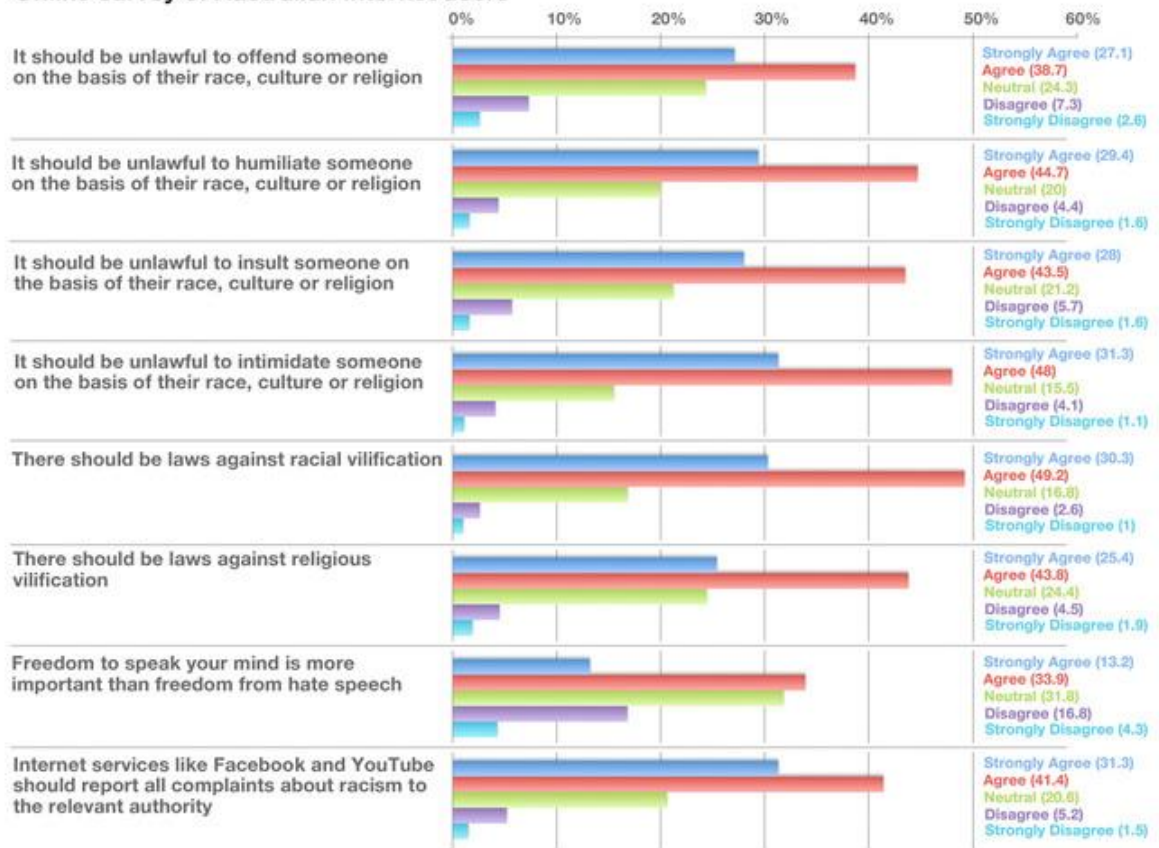 0% 10% 20% 30% 40% 50% 60%
It should be unlawful to offend someone
on the basis of their race, culture or religion
Strongly Agree (27.1)
Agree (38.7)
Neutral (24.3)
Disagree (7.3)
Strongly Disagree (2.6)
It should be unlawful to humiliate someone
on the basis of their race, culture or religion
Strongly Agree (29.4)
Agree (44.7)
Neutral (20)
Disagree (4.4)
Strongly Disagree (1.6)
It should be unlawful to insult someone on
the basis of their race, culture or religion
Strongly Agree (28)
Agree (43.5)
Neutral (21.2)
Disagree (5.7)
Strongly Disagree (1.6)
It should be unlawful to intimidate someone
on the basis of their race, culture or religion
Strongly Agree (31.3)
Agree (48)
Neutral (15.5)
Disagree (4.1)
Strongly Disagree (1.1)
There should be laws against racial vilification
Strongly Agree (30.3)
Agree (49.2)
Neutral (16.8)
Disagree (2.6)
Strongly Disagree (1)
There should be laws against religious
vilification
Strongly Agree (25.4)
Agree (43.8)
Neutral (24.4)
Disagree (4.5)
Strongly Disagree (1.9)
Freedom to speak your mind is more
important than freedom from hate speech
Strongly Agree (13.2)
Agree (33.9)
Neutral (31.8)
Disagree (16.8)
Strongly Disagree (4.3)
Internet services like Facebook and YouTube
should report all complaints about racism to
the relevant authority
Strongly Agree (31.3)
Agree (41.4)
Neutral (20.6)
Disagree (5.2)
Strongly Disagree (1.5)